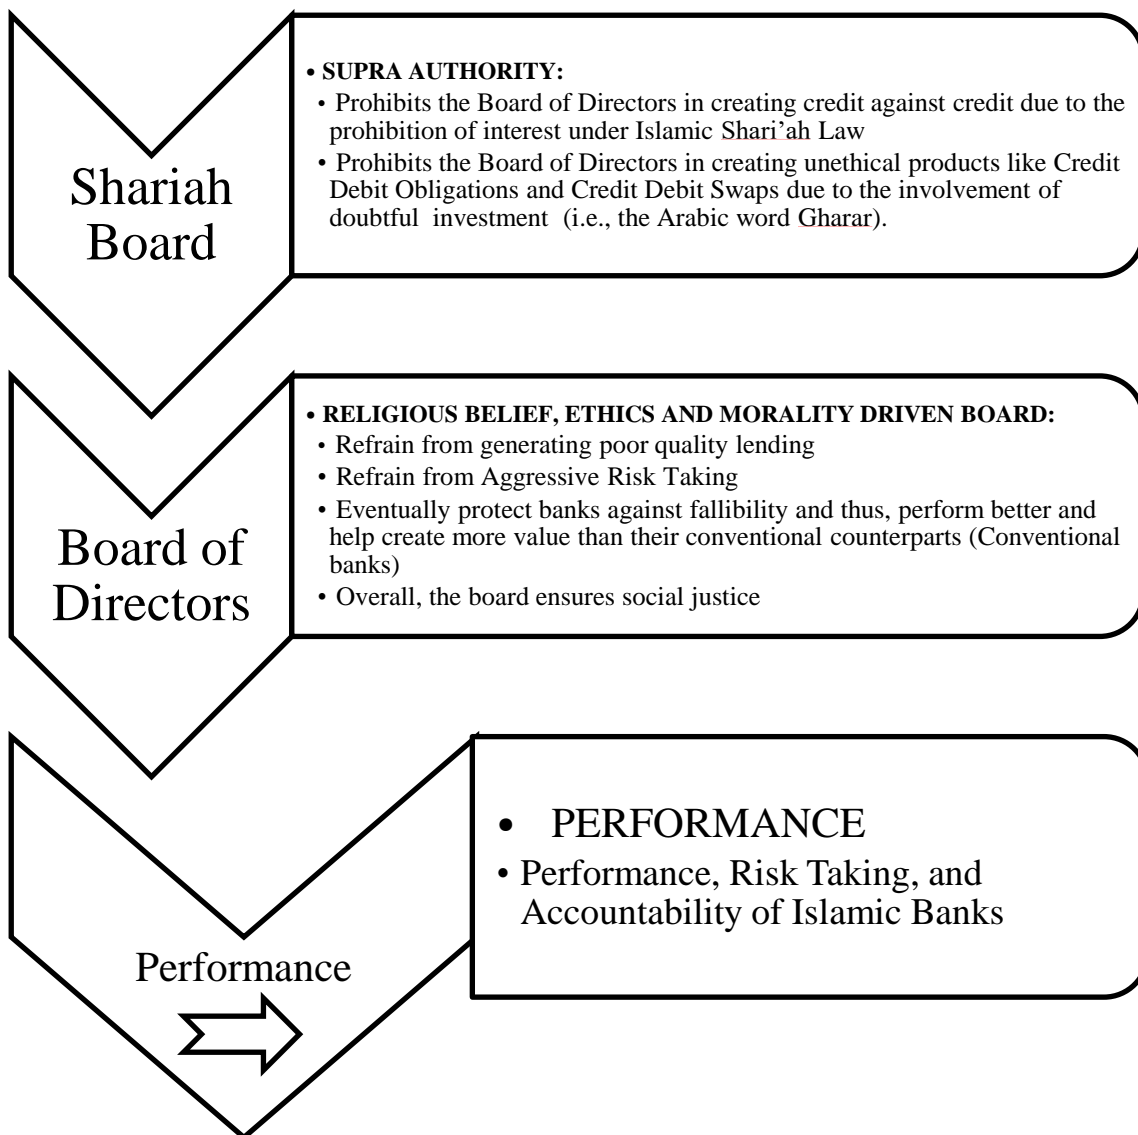 Shariah
Board
• SUPRA AUTHORITY:
• Prohibits the Board of Directors in creating credit against credit due to the
prohibition of interest under Islamic Shari’ah Law
• Prohibits the Board of Directors in creating unethical products like Credit
Debit Obligations and Credit Debit Swaps due to the involvement of
doubtful investment (i.e., the Arabic word Gharar).
Board of
Directors
• RELIGIOUS BELIEF, ETHICS AND MORALITY DRIVEN BOARD:
• Refrain from generating poor quality lending
• Refrain from Aggressive Risk Taking
• Eventually protect banks against fallibility and thus, perform better and
help create more value than their conventional counterparts (Conventional
banks)
• Overall, the board ensures social justice
Performance
• PERFORMANCE
• Performance, Risk Taking, and
Accountability of Islamic Banks